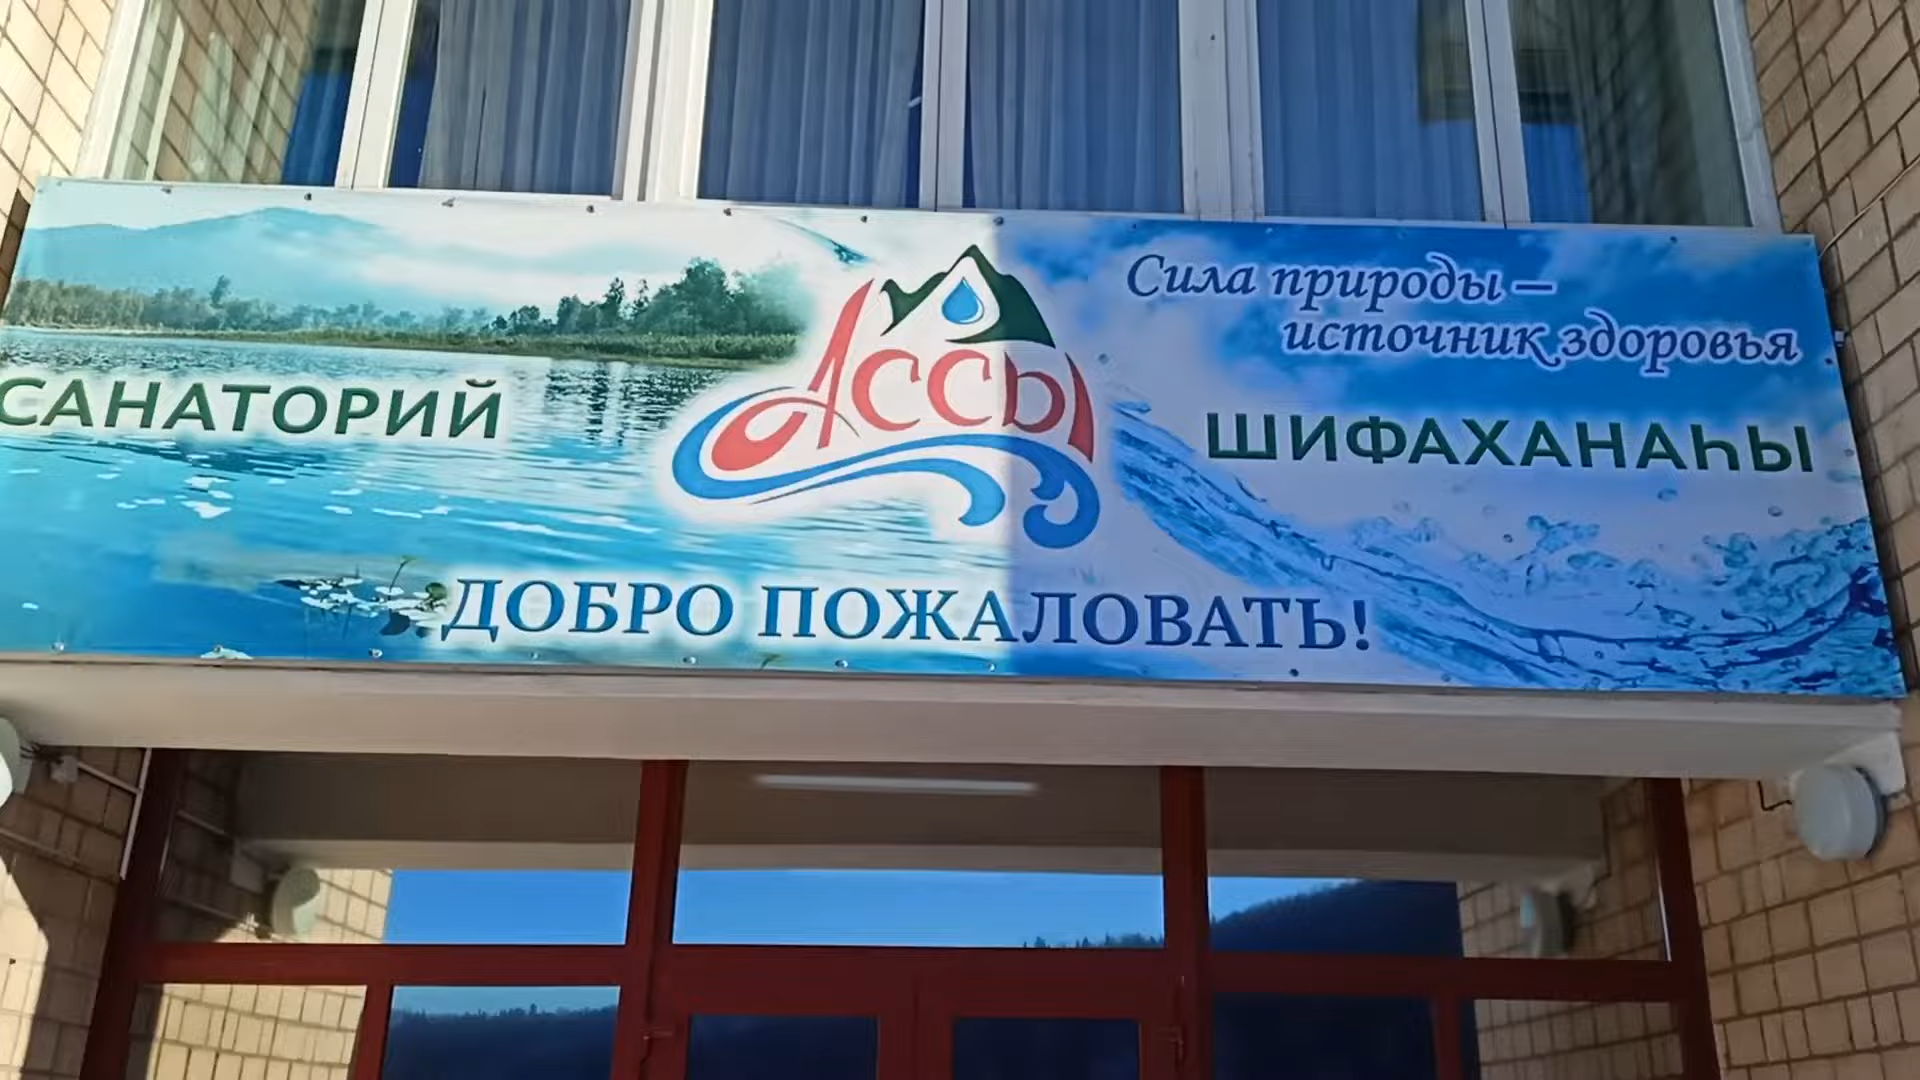 Сила природы –
источник здоровья
САНАТОРИЙ
Ассы
ШИФАХАНАҺЫ
ДОБРО ПОЖАЛОВАТЬ!